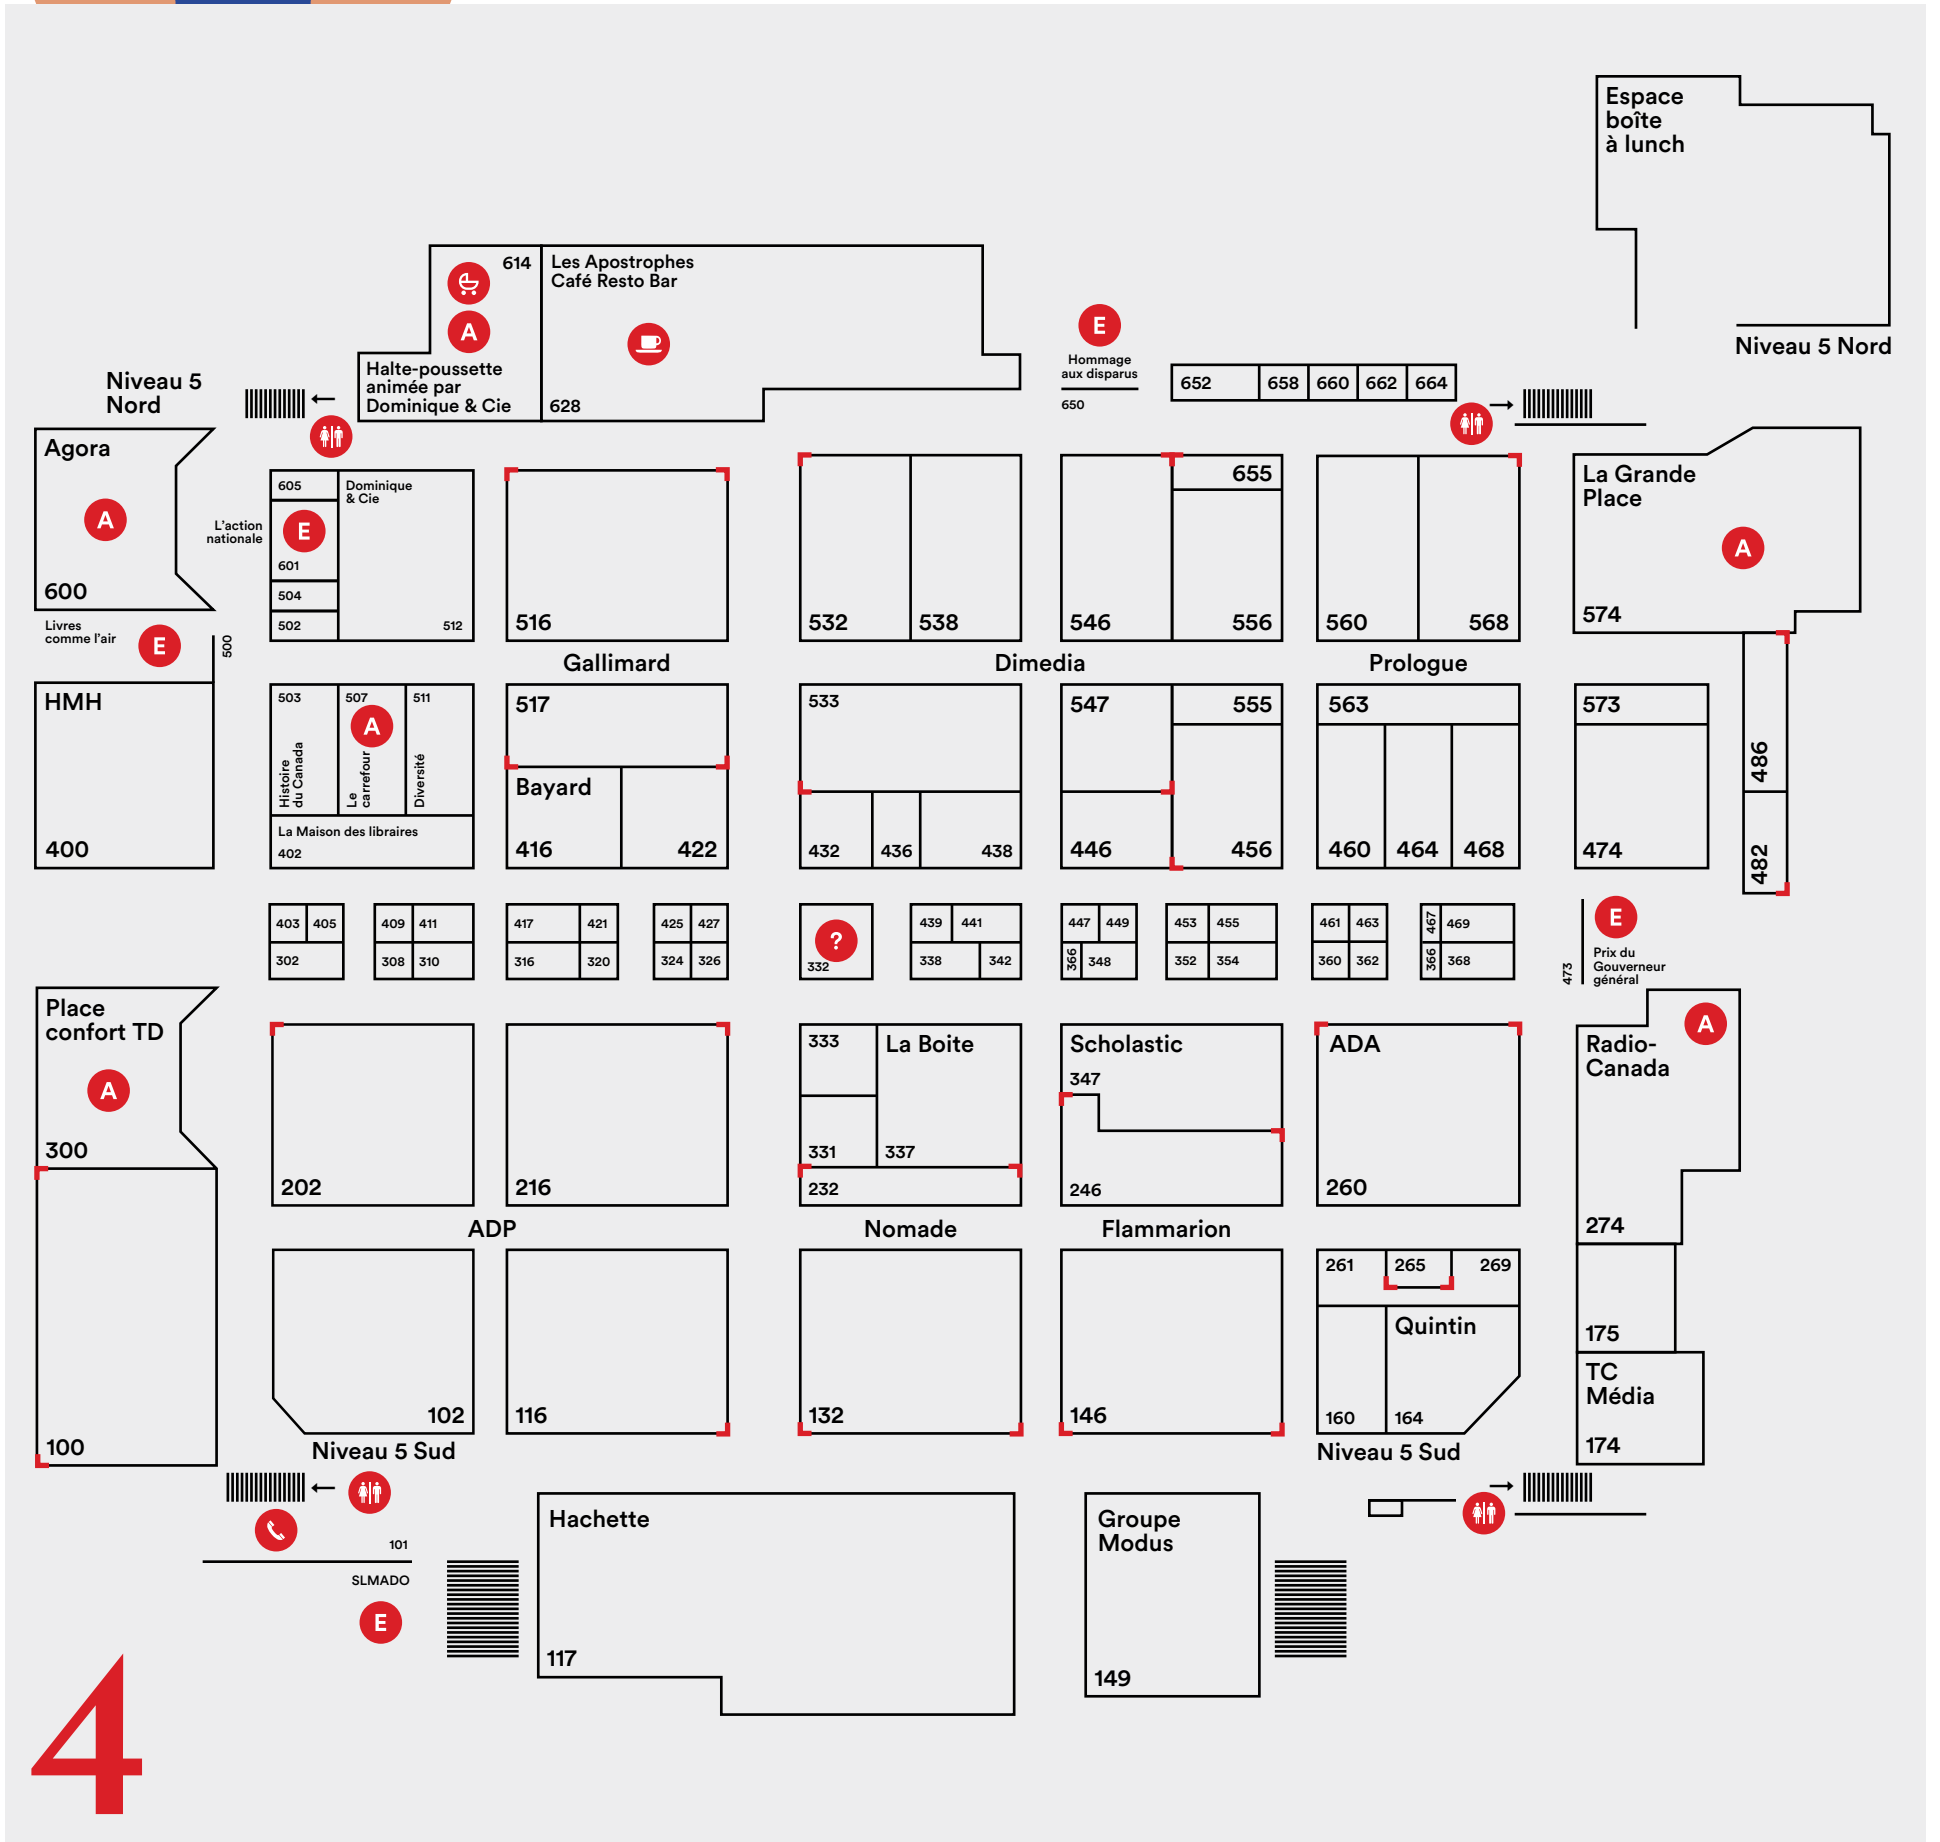 Espace
boîte
à lunch
Niveau 5 Nord
614
A
Halte-poussette
animée par
Dominique & Cie
Les Apostrophes
Café Resto Bar
628
E
Hommage
aux disparus
650
652
658
660
662
664
Niveau 5
Nord
Agora
A
600
Livres
comme l'air
E
500
605
L'action
nationale
E
601
504
502
Dominique
& Cie
512
516
532
538
546
655
556
560
568
La Grande
Place
A
574
Gallimard
Dimedia
Prologue
HMH
400
503
Histoire
du Canada
507
A
Le
carrefour
511
Diversité
La Maison des libraires
402
517
Bayard
416
422
533
432
436
438
547
446
555
456
563
460
464
468
573
474
486
482
403
405
302
409
411
308
310
417
421
316
320
425
427
324
326
?
332
439
441
338
342
447
449
366
348
453
455
352
354
461
463
360
362
467
469
366
368
473
E
Prix du
Gouverneur
général
Place
confort TD
A
300
100
202
216
333
331
La Boite
337
232
Scholastic
347
246
ADA
260
Radio-
Canada
A
274
ADP
Nomade
Flammarion
102
116
132
146
261
265
269
160
Quintin
164
175
TC
Média
174
Niveau 5 Sud
Niveau 5 Sud
101
SLMADO
E
Hachette
117
Groupe
Modus
149
4